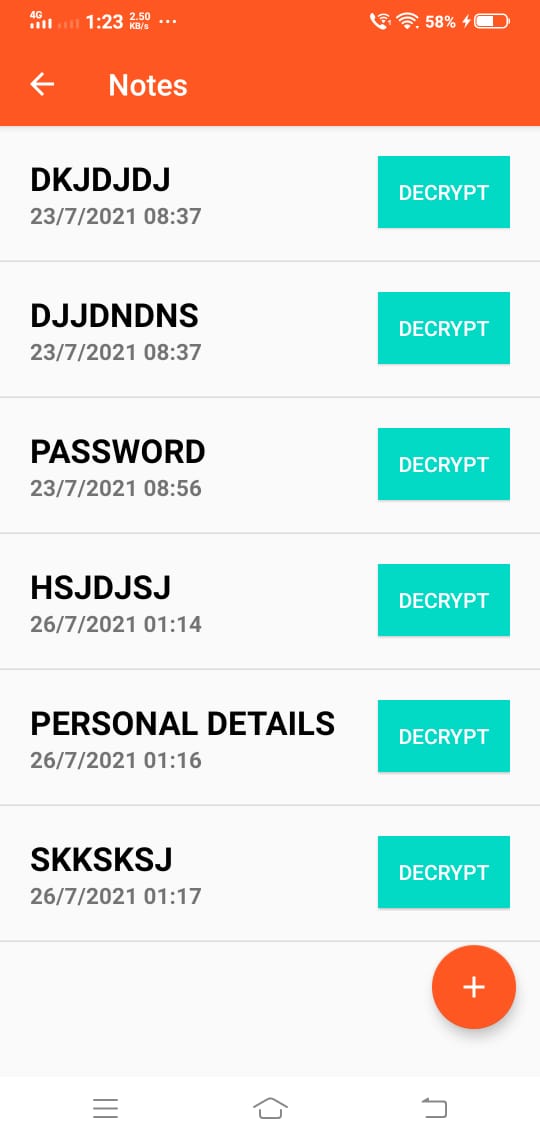 4G
1:23 2.50 KB/s ... 58%
Notes
DKJDJDJ
23/7/2021 08:37
DECRYPT
DJJDNDNS
23/7/2021 08:37
DECRYPT
PASSWORD
23/7/2021 08:56
DECRYPT
HSJDJSJ
26/7/2021 01:14
DECRYPT
PERSONAL DETAILS
26/7/2021 01:16
DECRYPT
SKKSKSJ
26/7/2021 01:17
DECRYPT
+